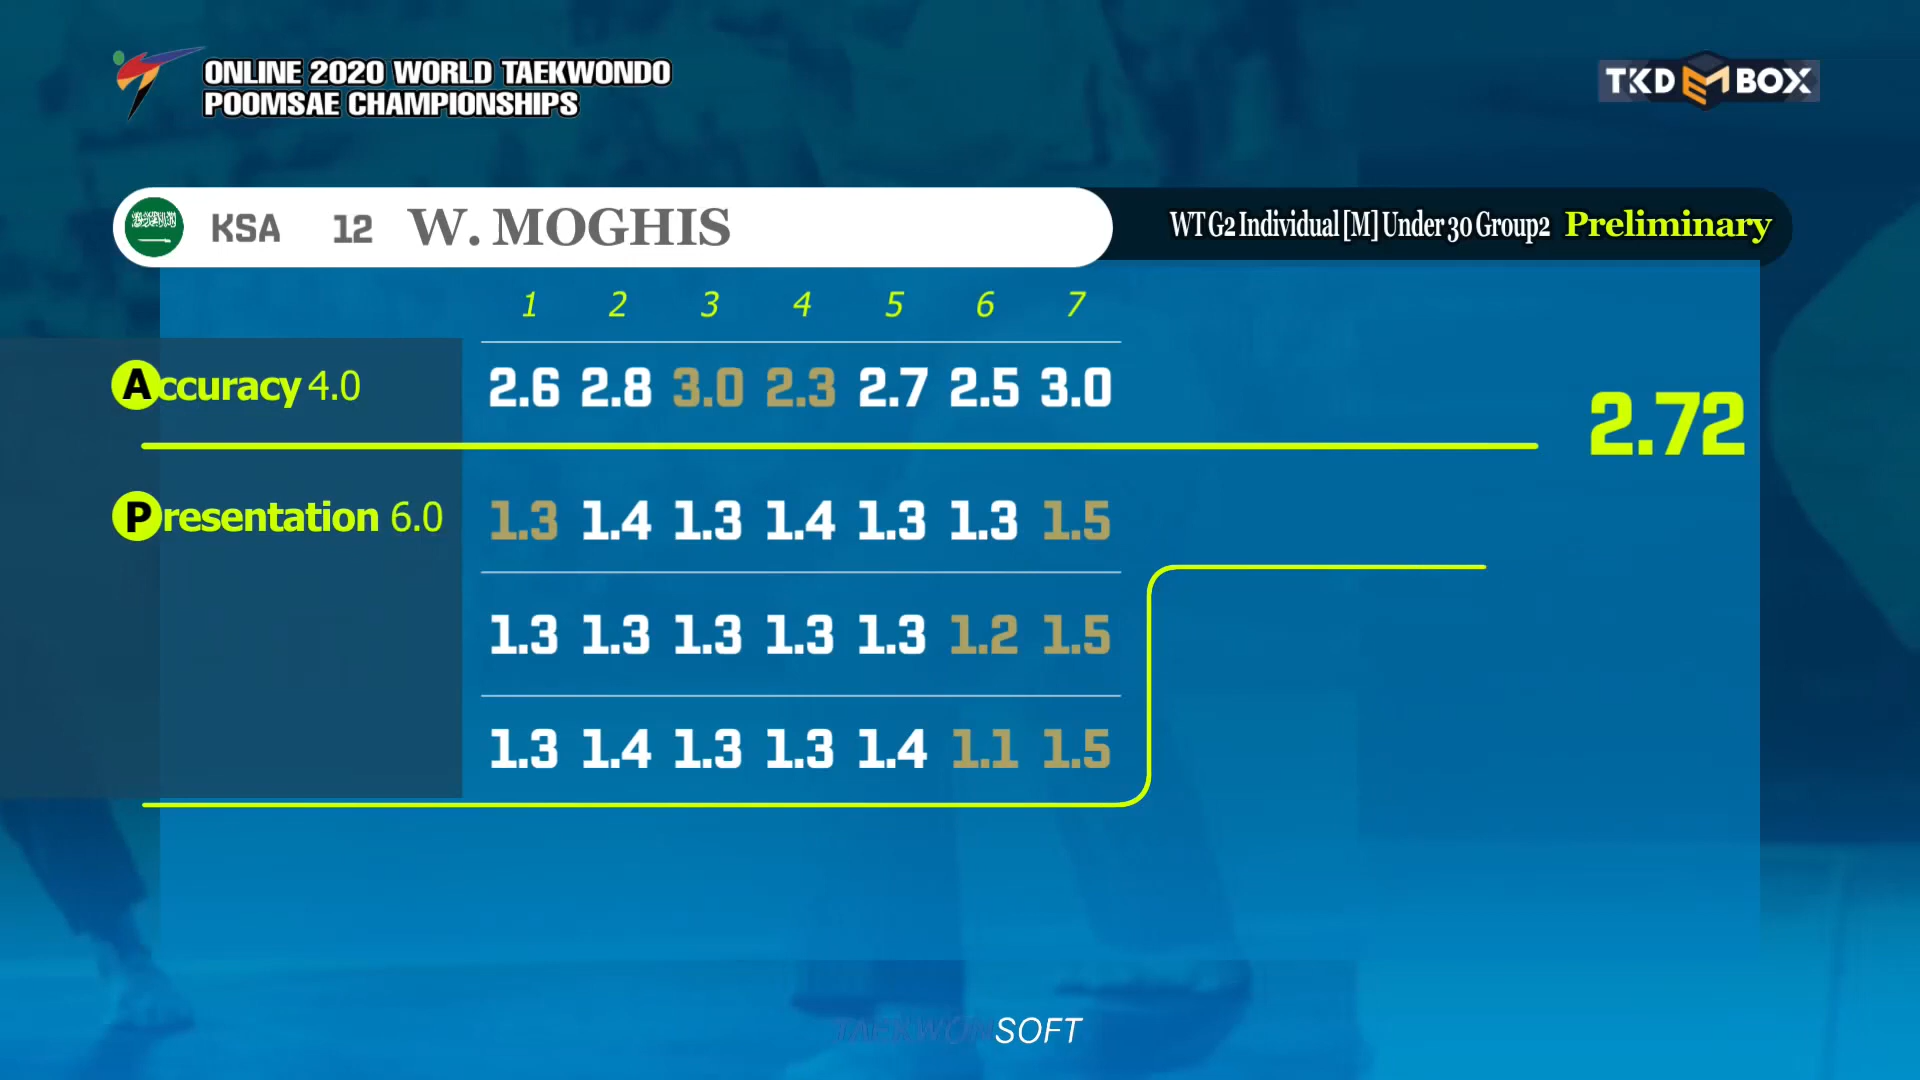 ONLINE 2020 WORLD TAEKWONDO
POOMSAE CHAMPIONSHIPS
TKD BOX
KSA 12 W. MOGHIS
WT G2 Individual [M] Under 30 Group2 Preliminary
1 2 3 4 5 6 7
Accuracy 4.0 2.6 2.8 3.0 2.3 2.7 2.5 3.0
2.72
Presentation 6.0 1.3 1.4 1.3 1.4 1.3 1.3 1.5
1.3 1.3 1.3 1.3 1.3 1.2 1.5
1.3 1.4 1.3 1.3 1.4 1.1 1.5
TAEKWONSOFT